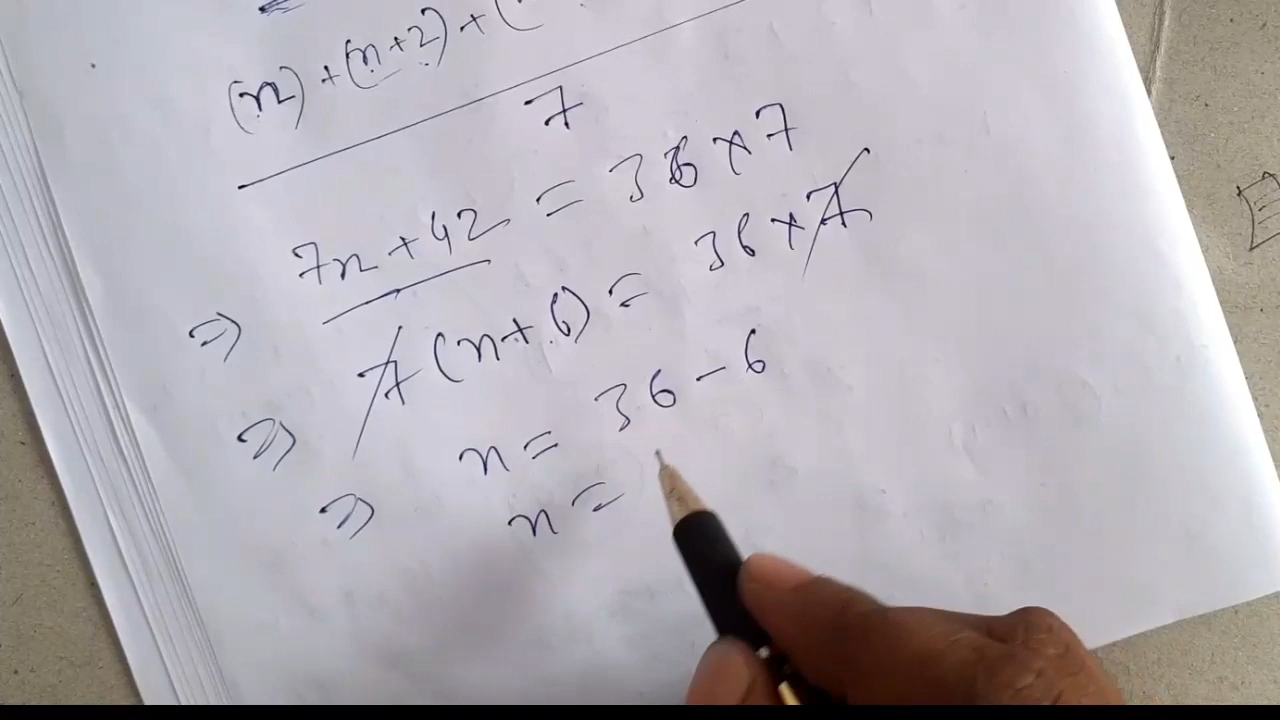 (n) + (n+2) + (
7
⇒ 7n + 42 = 36 × 7
⇒ 7 (n + 6) = 36 × 7
⇒ n = 36 - 6
n =